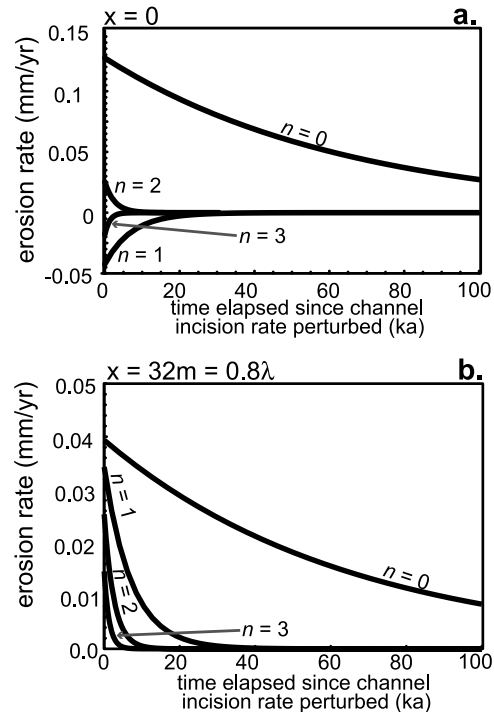 x = 0
a.
erosion rate (mm/yr)
0.15
0.1
0.05
0
-0.05
n = 0
n = 2
n = 3
n = 1
0
20
40
60
80
100
time elapsed since channel
incision rate perturbed (ka)
x = 32m = 0.8λ
b.
erosion rate (mm/yr)
0.05
0.04
0.03
0.02
0.01
0.0
n = 1
n = 2
n = 0
n = 3
0
20
40
60
80
100
time elapsed since channel
incision rate perturbed (ka)